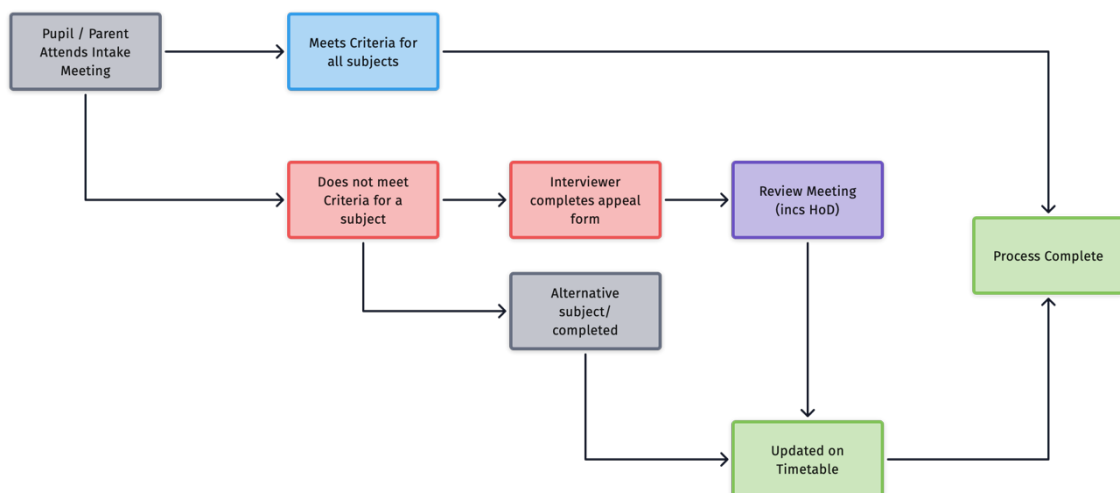 Pupil / Parent
Attends Intake
Meeting
Meets Criteria for
all subjects
Does not meet
Criteria for a
subject
Interviewer
completes appeal
form
Review Meeting
(incs HoD)
Process Complete
Alternative
subject/
completed
Updated on
Timetable